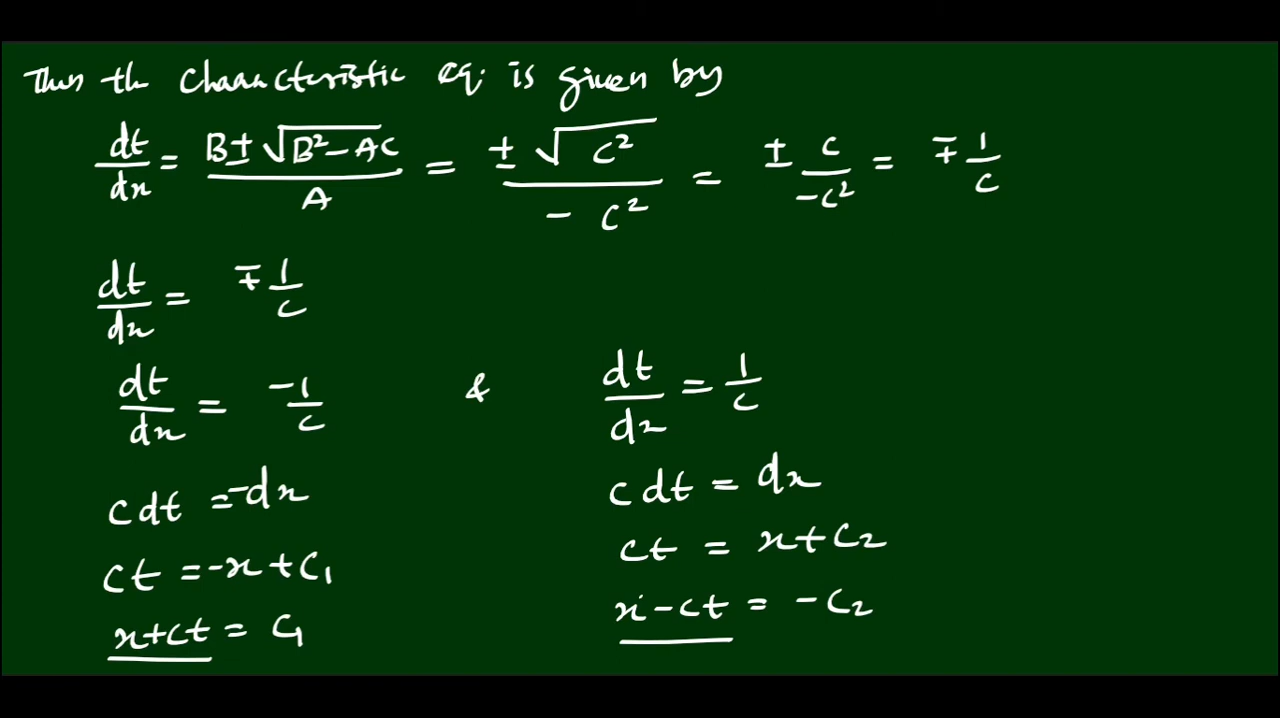 Thus the characteristic eq. is given by
dt/dx = (B ± √(B² - AC))/A = (± √(C²))/(- C²) = ± C/(-C²) = ∓ 1/C
dt/dx = ∓ 1/C
dt/dx = -1/C & dt/dx = 1/C
c dt = -dx c dt = dx
ct = -x + C₁ ct = x + C₂
x + ct = C₁ x - ct = - C₂